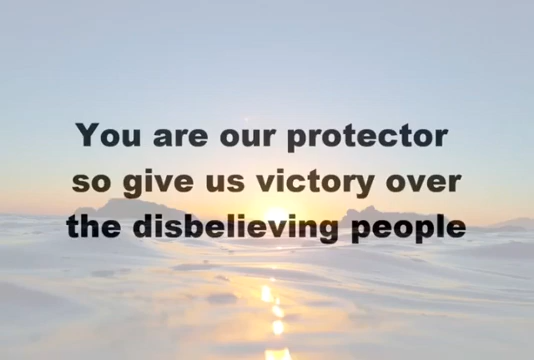 You are our protector
so give us victory over
the disbelieving people